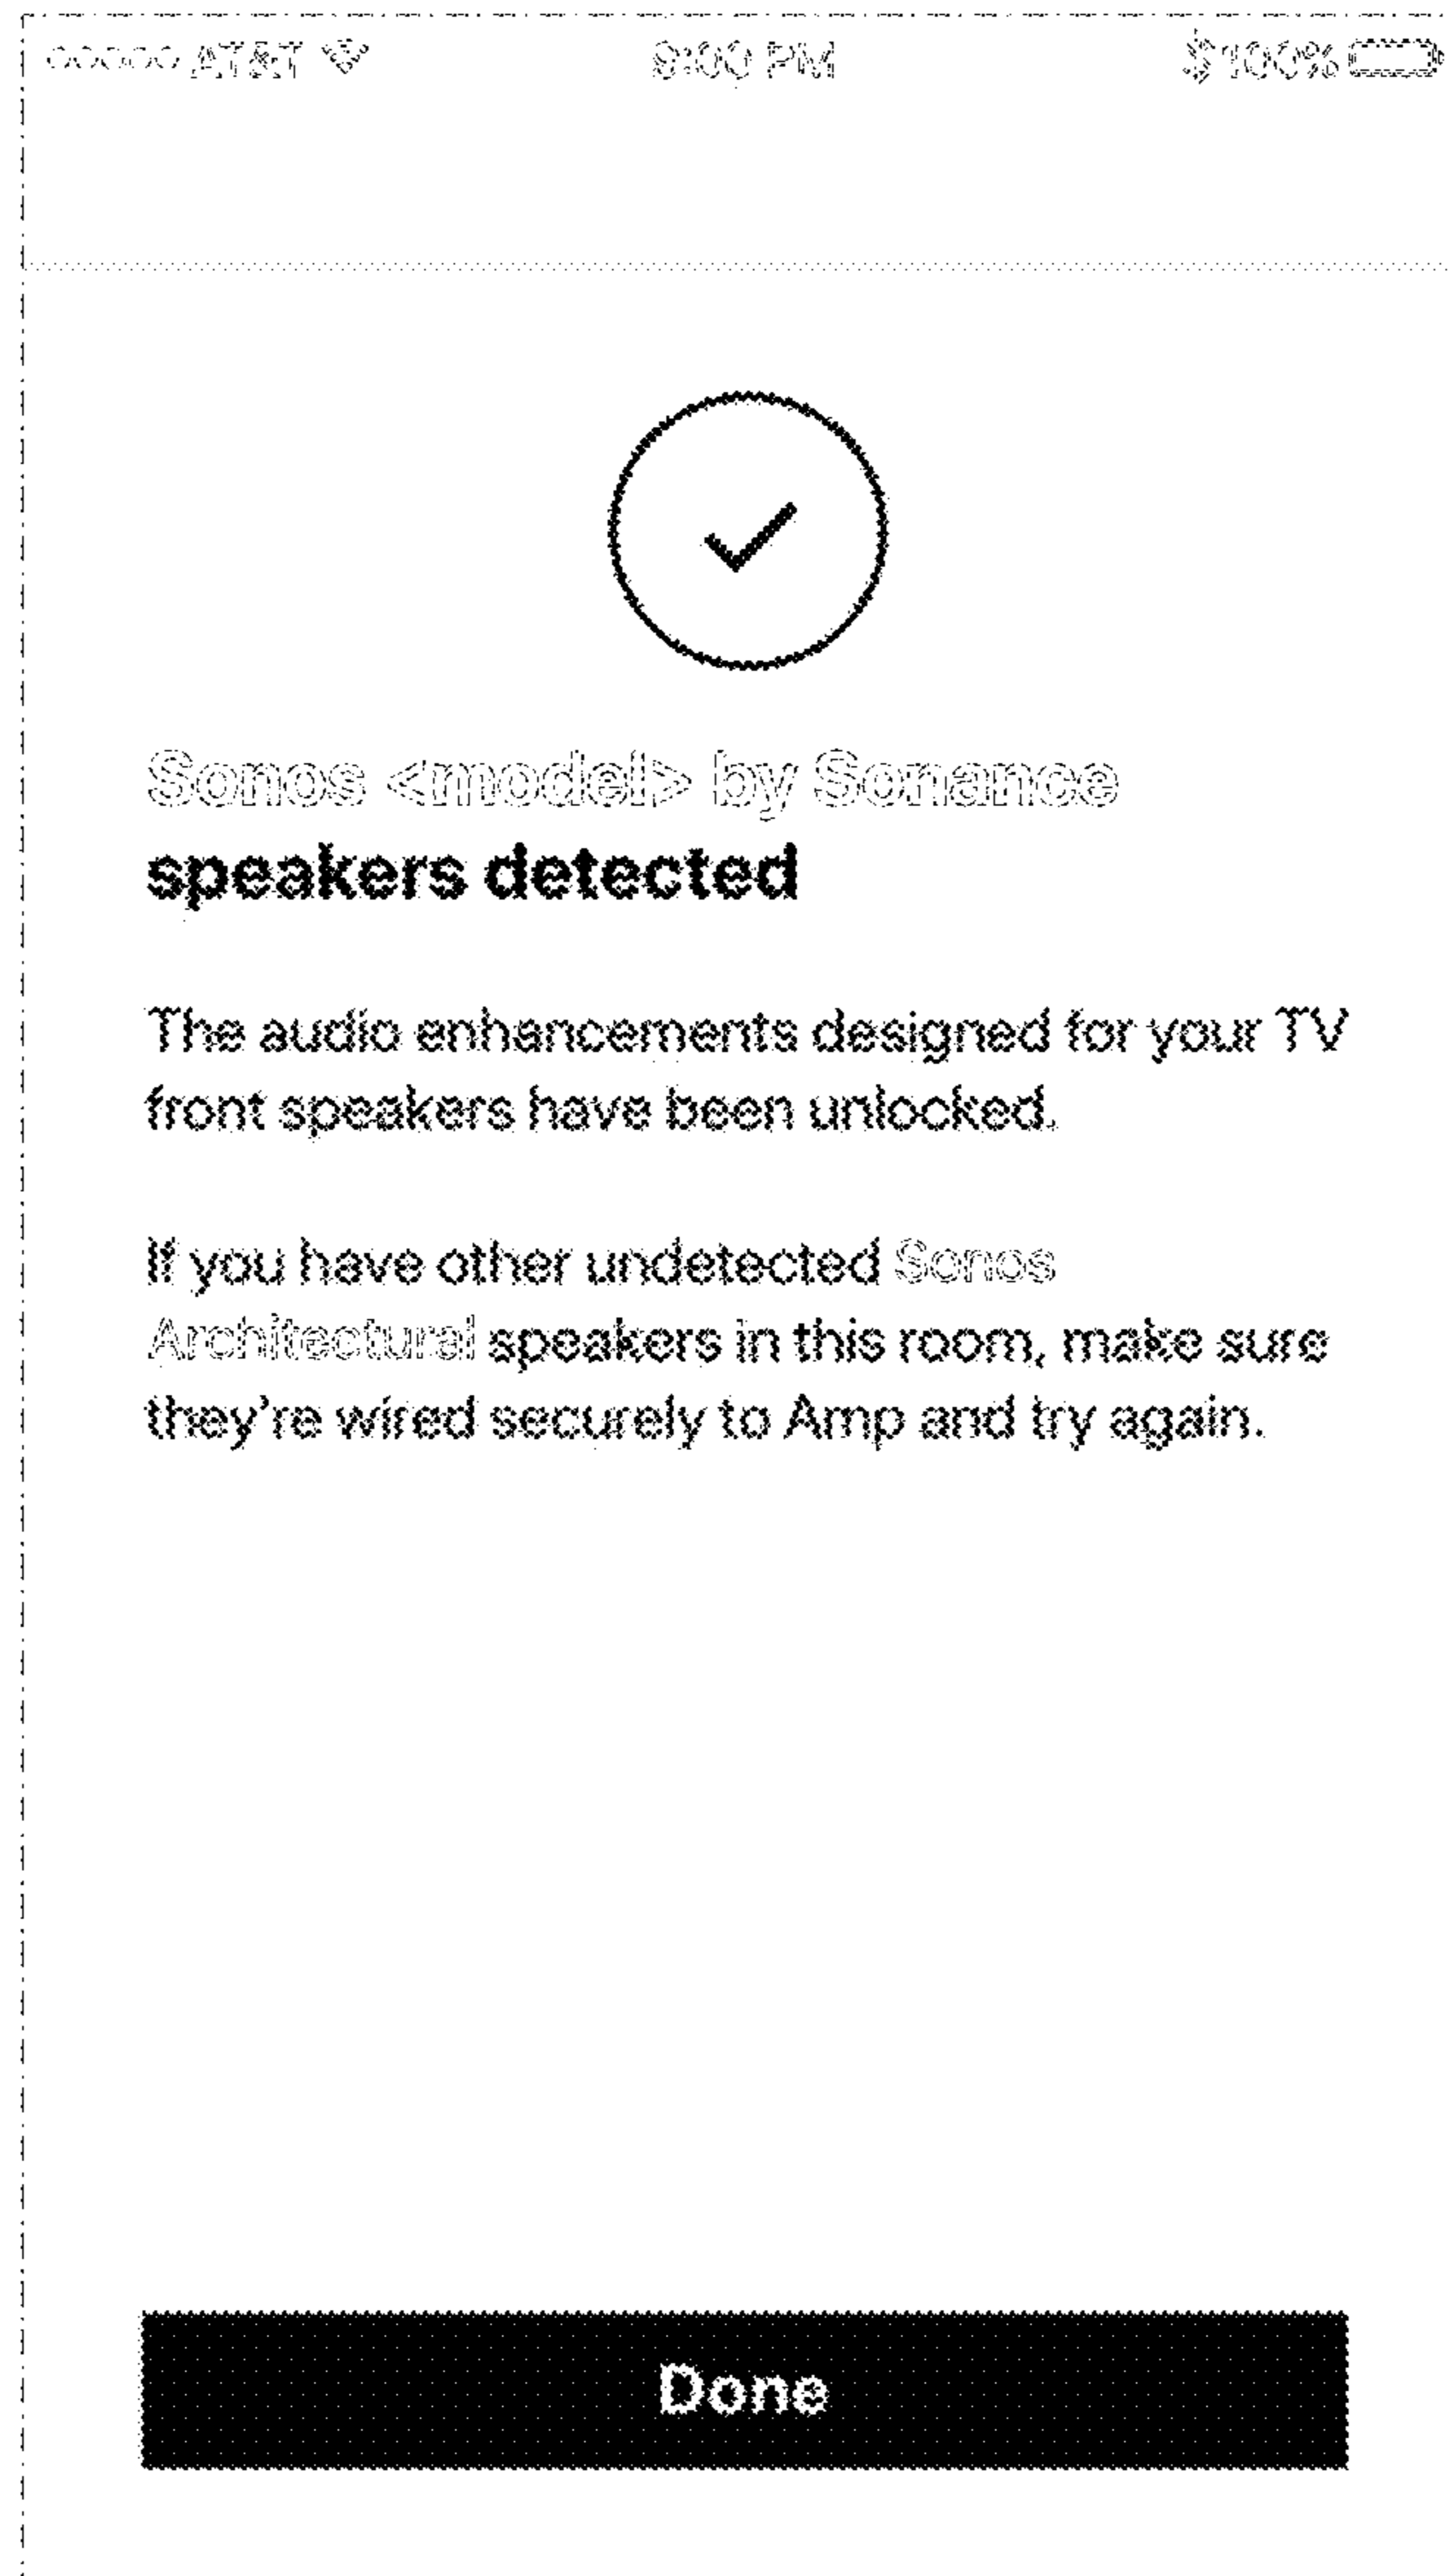 AT&T 9:00 PM 100%
Sonos <model> by Sonance
speakers detected
The audio enhancements designed for your TV
front speakers have been unlocked.
If you have other undetected Sonos
Architectural speakers in this room, make sure
they're wired securely to Amp and try again.
Done